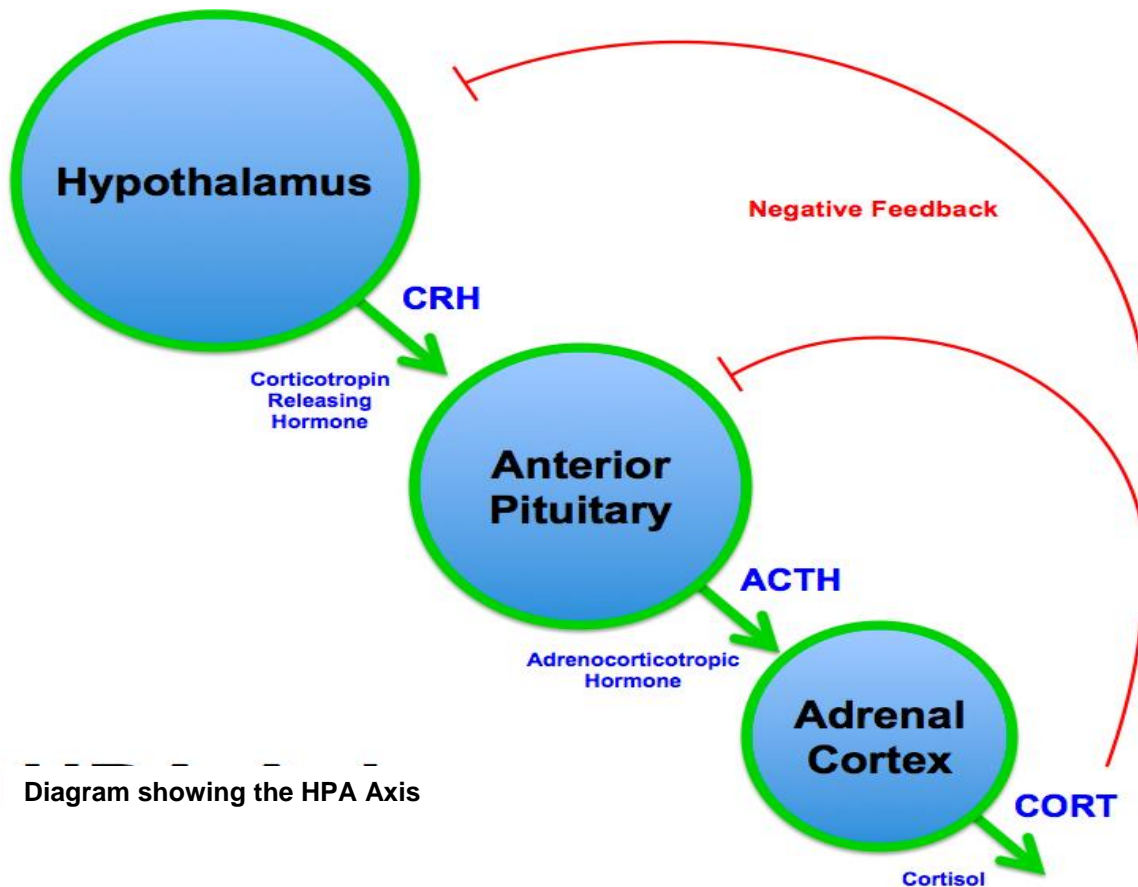 Hypothalamus
Negative Feedback
CRH
Corticotropin
Releasing
Hormone
Anterior
Pituitary
ACTH
Adrenocorticotropic
Hormone
Adrenal
Cortex
Diagram showing the HPA Axis
CORT
Cortisol